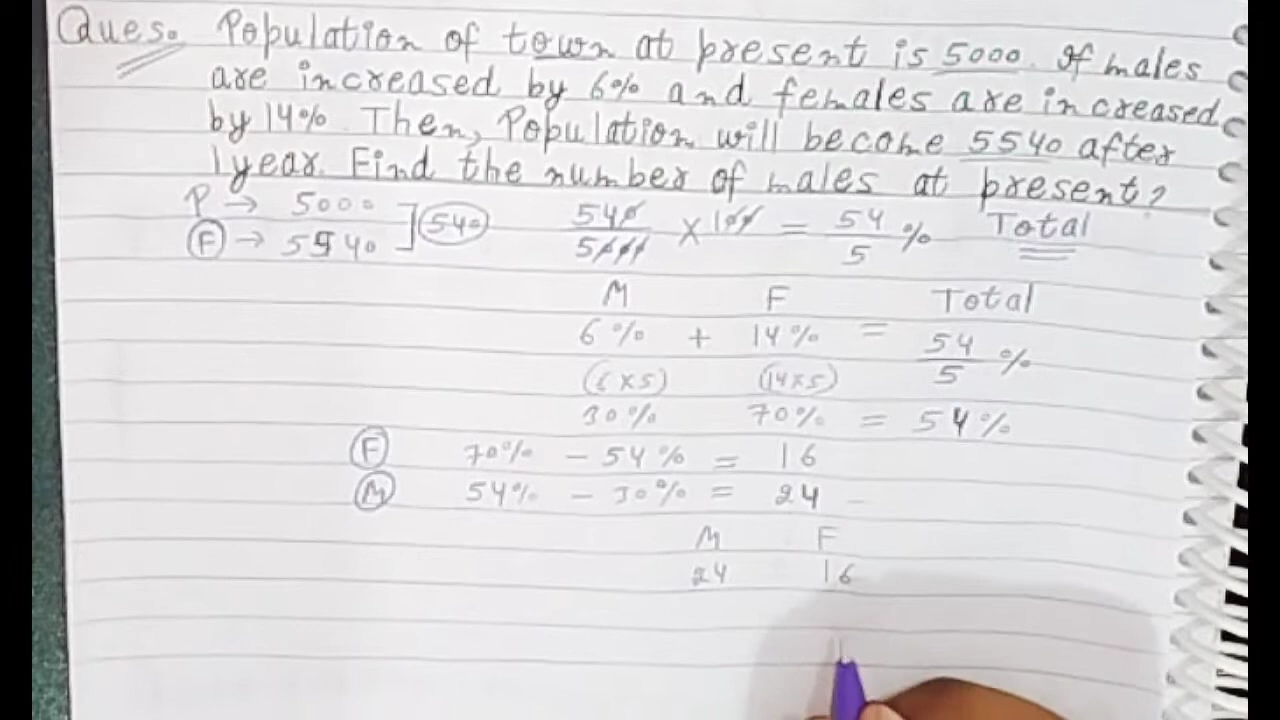 Ques. Population of town at present is 5000. If males
are increased by 6% and females are increased
by 14%. Then, Population will become 5540 after
1 year. Find the number of males at present?
P → 5000 ] 540 540/5000 × 100 = 54/5 % Total
F → 5540
M F Total
6% + 14% = 54/5 %
(6×5) (14×5)
30% 70% = 54%
F 70% - 54% = 16
M 54% - 30% = 24
M F
24 16